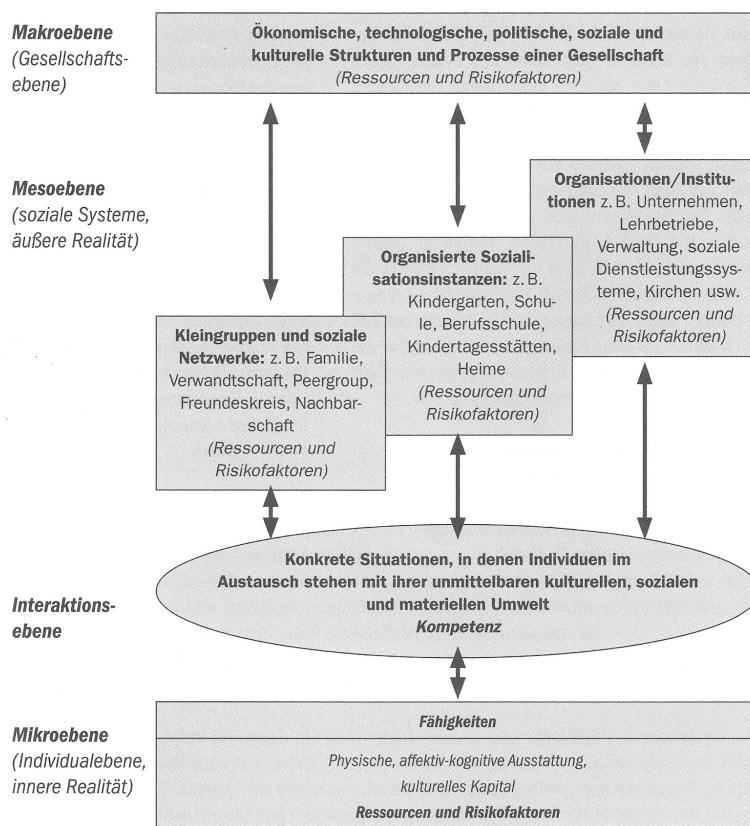 Makroebene
(Gesellschafts-
ebene)
Ökonomische, technologische, politische, soziale und
kulturelle Strukturen und Prozesse einer Gesellschaft
(Ressourcen und Risikofaktoren)
Mesoebene
(soziale Systeme,
äußere Realität)
Organisationen/Institu-
tionen z. B. Unternehmen,
Lehrbetriebe,
Verwaltung, soziale
Dienstleistungssys-
teme, Kirchen usw.
(Ressourcen und
Risikofaktoren)
Organisierte Soziali-
sationsinstanzen: z. B.
Kindergarten, Schu-
le, Berufsschule,
Kindertagesstätten,
Heime
(Ressourcen und
Risikofaktoren)
Kleingruppen und soziale
Netzwerke: z. B. Familie,
Verwandtschaft, Peergroup,
Freundeskreis, Nachbar-
schaft
(Ressourcen und
Risikofaktoren)
Interaktions-
ebene
Konkrete Situationen, in denen Individuen im
Austausch stehen mit ihrer unmittelbaren kulturellen, sozialen
und materiellen Umwelt
Kompetenz
Mikroebene
(Individualebene,
innere Realität)
Fähigkeiten
Physische, affektiv-kognitive Ausstattung,
kulturelles Kapital
Ressourcen und Risikofaktoren